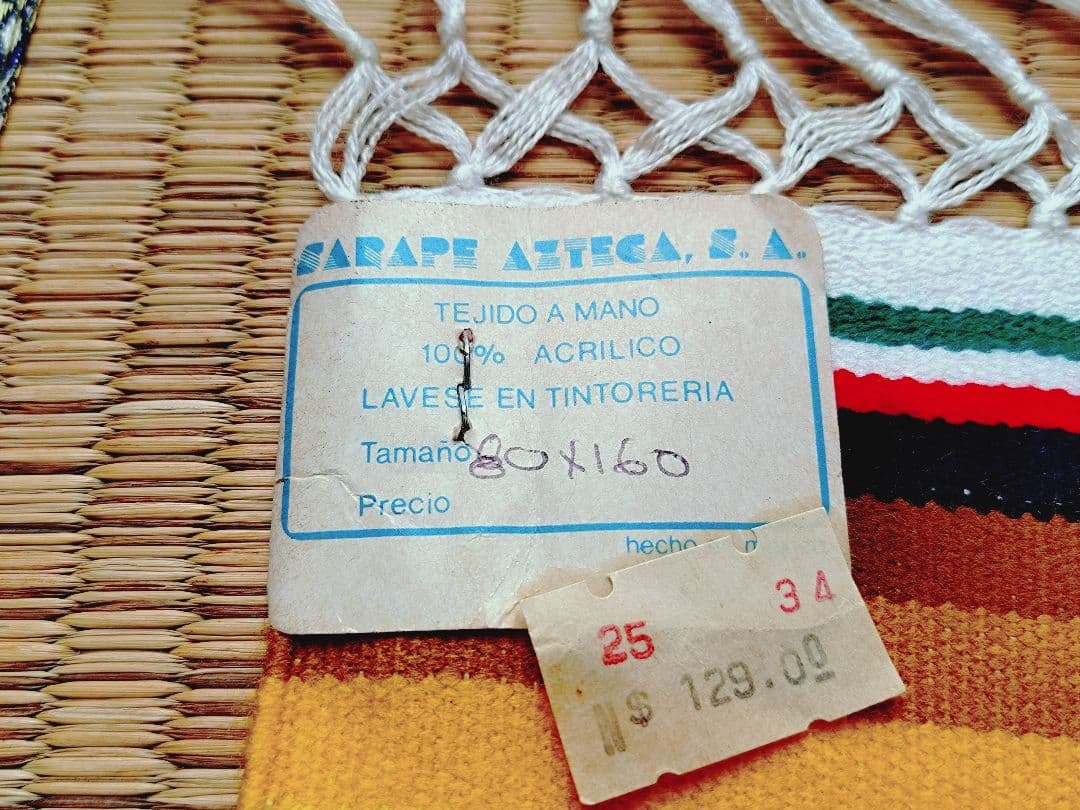 SARAPE AZTECA, S. A.
TEJIDO A MANO
100% ACRILICO
LAVESE EN TINTORERIA
Tamaño 80x160
Precio
hecho
34
25
N$ 129.00